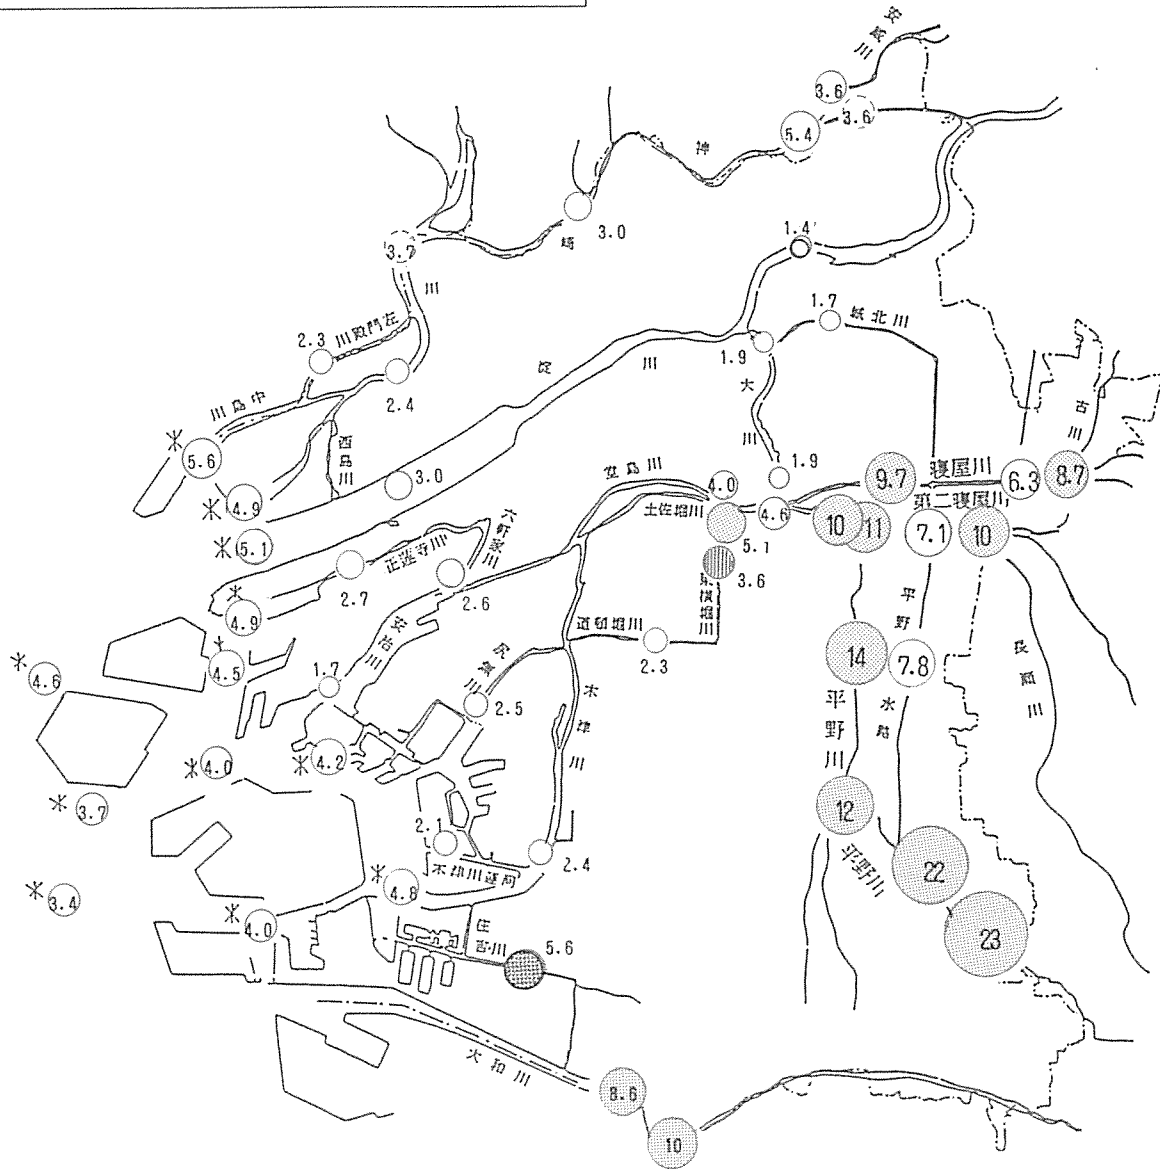 安威川
3.6
3.6
5.4
神
3.0
崎
3.7
川
1.4
1.7
城北川
2.3
左門殿川
1.9
淀
川
大
川
2.4
中島川
西島川
古川
5.6
3.0
堂島川
4.0
1.9
9.7
寝屋川
6.3
8.7
4.9
六軒家川
土佐堀川
4.6
10
11
第二寝屋川
7.1
10
5.1
正蓮寺川
5.1
2.7
2.6
3.6
東横堀川
平野
4.9
安治川
道頓堀川
2.3
14
7.8
4.5
尻無川
4.6
1.7
2.5
木津川
水路
平野川
4.0
4.2
3.7
12
2.1
2.4
平野川
22
木津川運河
4.8
3.4
4.0
住吉川
5.6
23
大和川
8.6
10